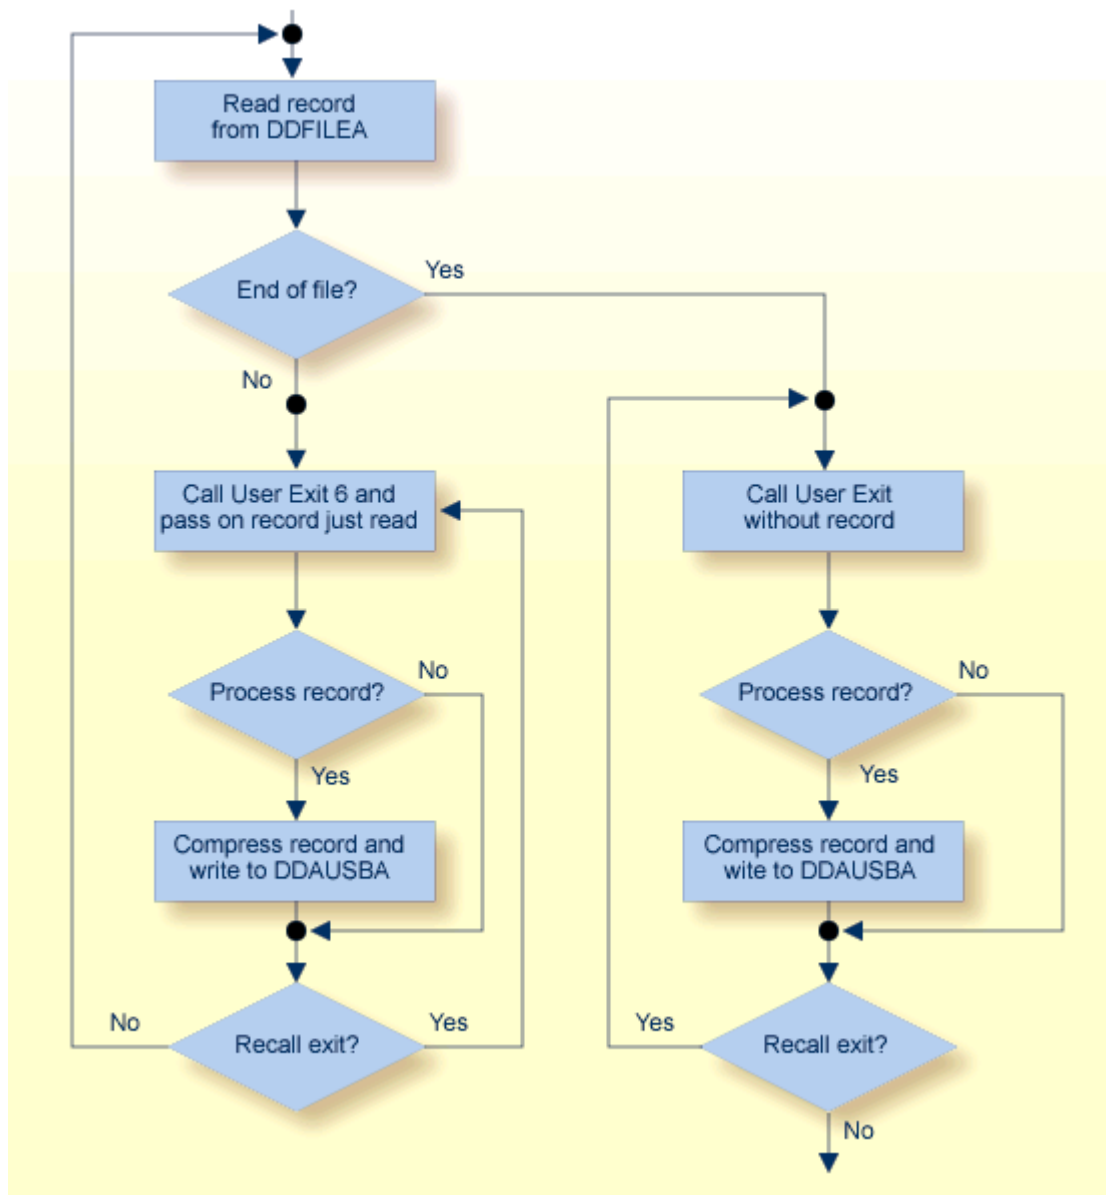 Read record
from DDFILEA
End of file?
Yes
No
Call User Exit 6 and
pass on record just read
Call User Exit
without record
Process record?
No
Process record?
No
Yes
Yes
Compress record and
write to DDAUSBA
Compress record and
wite to DDAUSBA
No
Recall exit?
Yes
Yes
Recall exit?
No